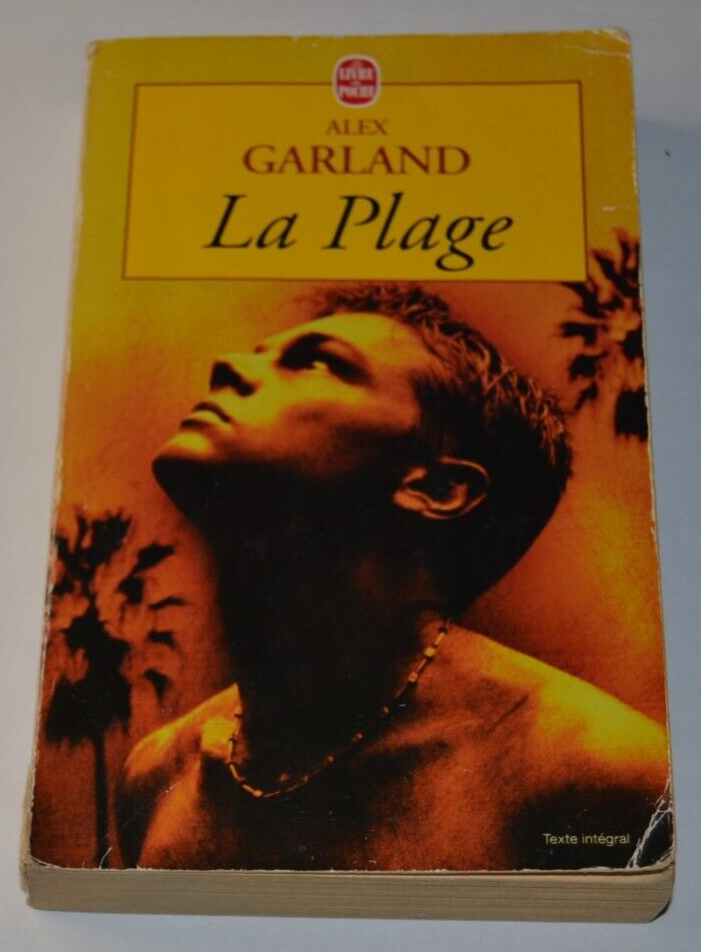 LE
LIVRE
DE
POCHE
ALEX
GARLAND
La Plage
Texte intégral